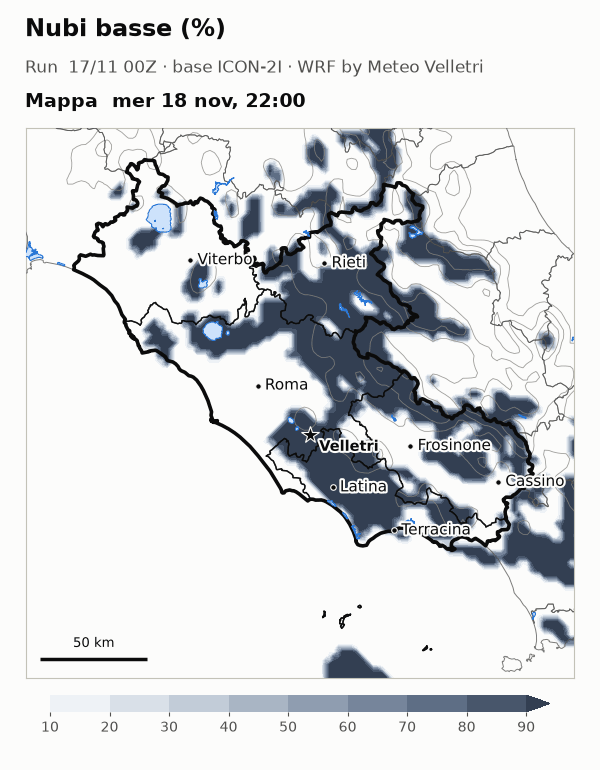 Nubi basse (%)
Run  17/11 00Z · base ICON-2I · WRF by Meteo Velletri
Mappa  mer 18 nov, 22:00
Viterbo
Rieti
Roma
Velletri
Frosinone
Cassino
Latina
Terracina
50 km
10 20 30 40 50 60 70 80 90